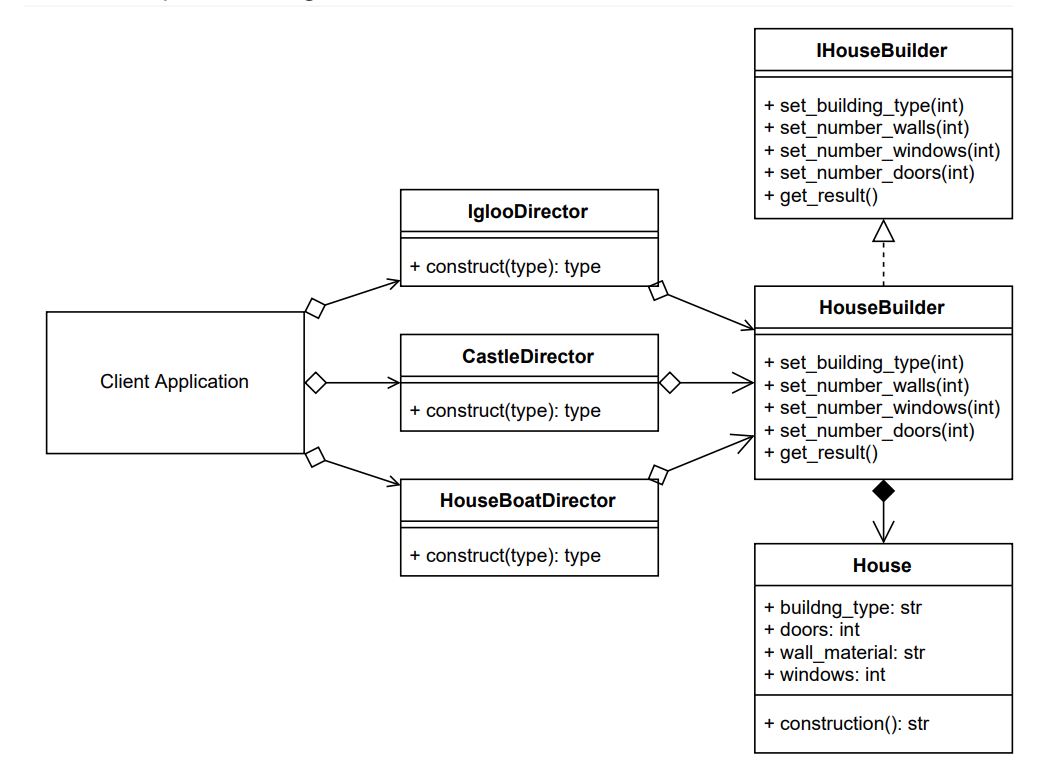 IHouseBuilder
+ set_building_type(int)
+ set_number_walls(int)
+ set_number_windows(int)
+ set_number_doors(int)
+ get_result()
IglooDirector
+ construct(type): type
Client Application
CastleDirector
+ construct(type): type
HouseBoatDirector
+ construct(type): type
HouseBuilder
+ set_building_type(int)
+ set_number_walls(int)
+ set_number_windows(int)
+ set_number_doors(int)
+ get_result()
House
+ buildng_type: str
+ doors: int
+ wall_material: str
+ windows: int
+ construction(): str